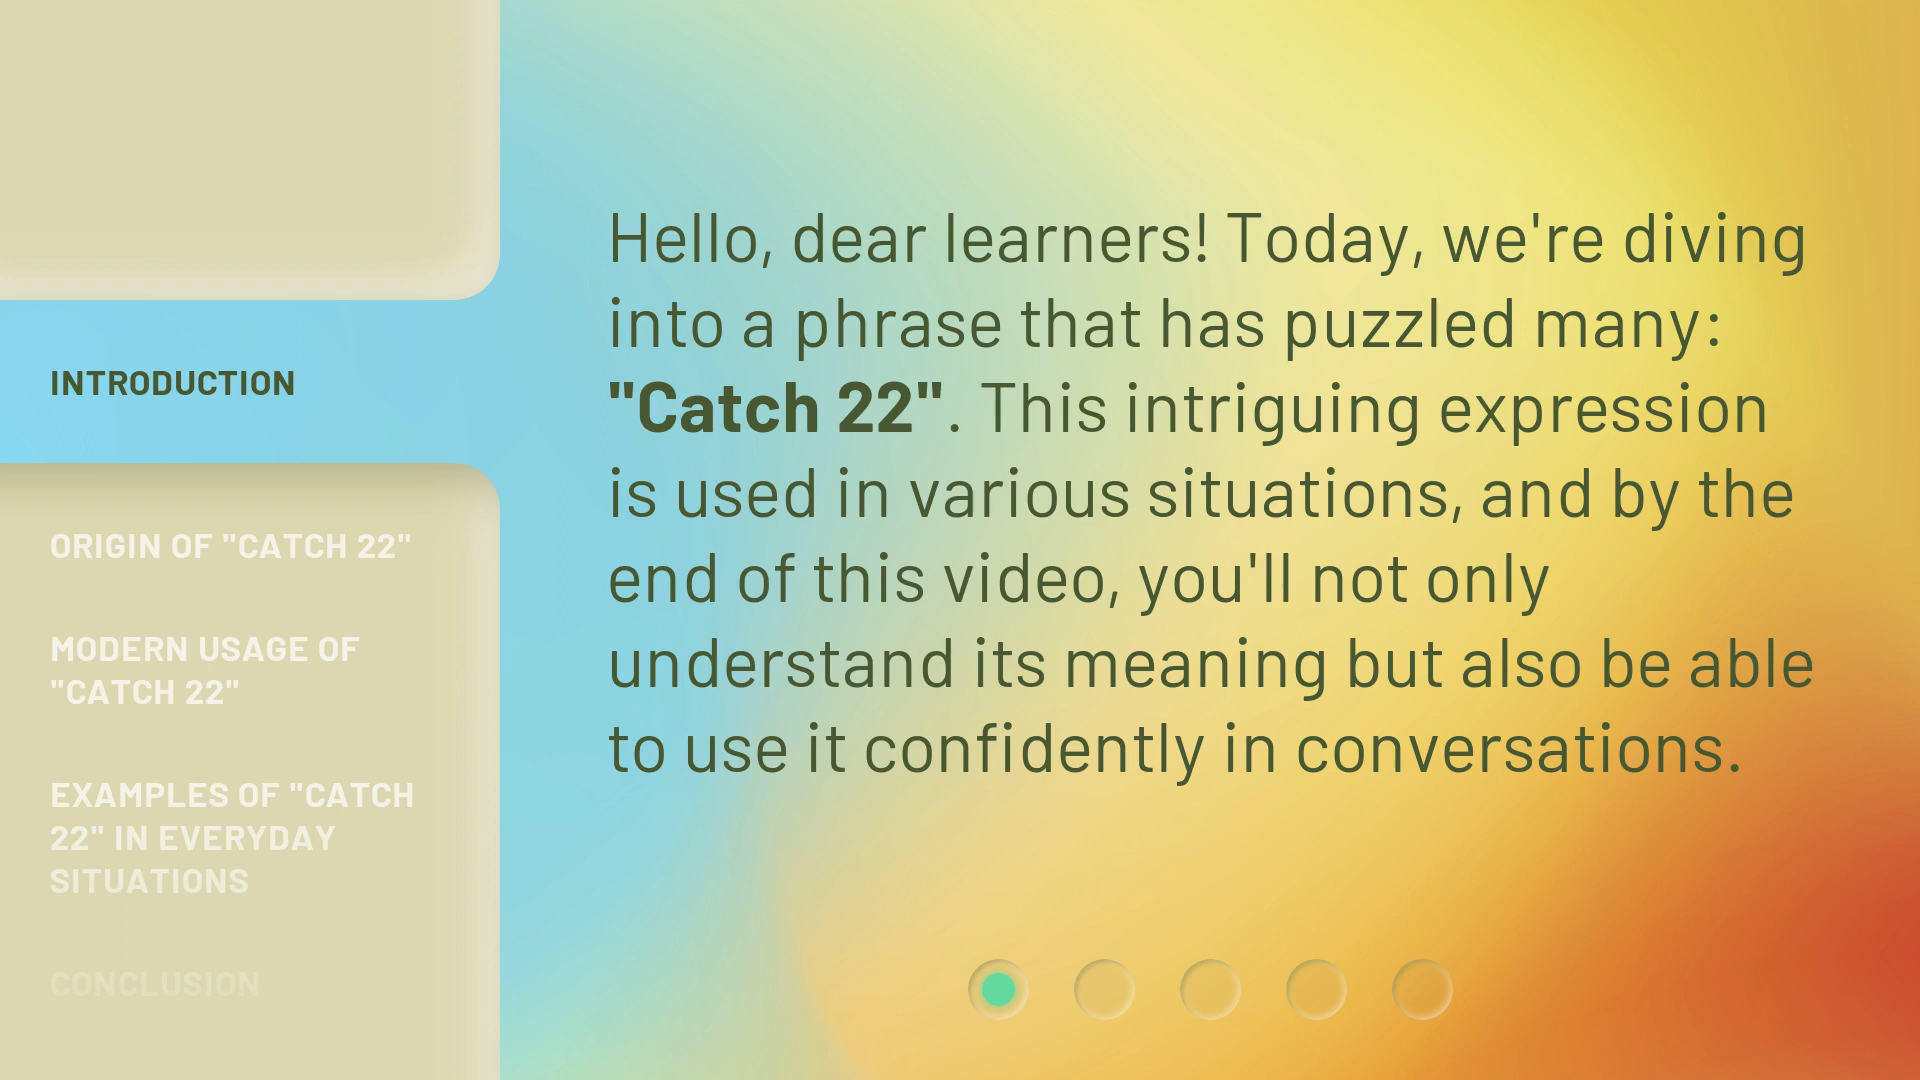 INTRODUCTION
ORIGIN OF "CATCH 22"
MODERN USAGE OF
"CATCH 22"
EXAMPLES OF "CATCH
22" IN EVERYDAY
SITUATIONS
CONCLUSION
Hello, dear learners! Today, we're diving
into a phrase that has puzzled many:
"Catch 22". This intriguing expression
is used in various situations, and by the
end of this video, you'll not only
understand its meaning but also be able
to use it confidently in conversations.